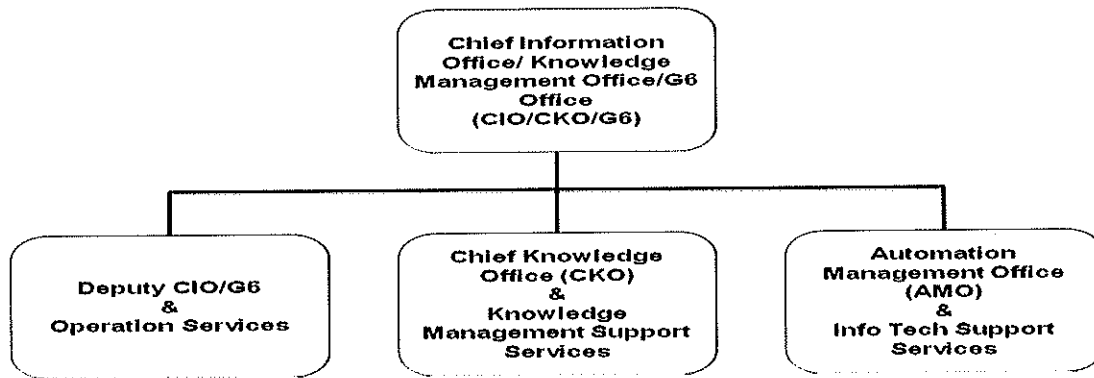 Chief Information
Office/ Knowledge
Management Office/G6
Office
(CIO/CKO/G6)
Deputy CIO/G6
&
Operation Services
Chief Knowledge
Office (CKO)
&
Knowledge
Management Support
Services
Automation
Management Office
(AMO)
&
Info Tech Support
Services